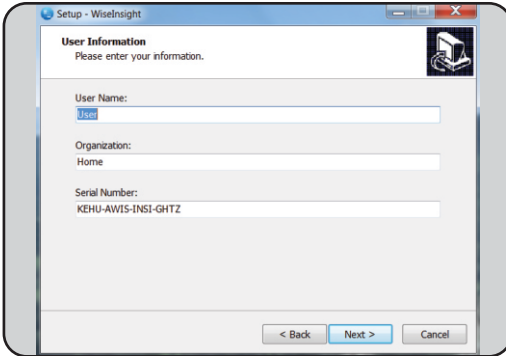 Setup - WiseInsight
User Information
Please enter your information.
User Name:
User
Organization:
Home
Serial Number:
KEHU-AWIS-INSI-GHTZ
< Back Next > Cancel